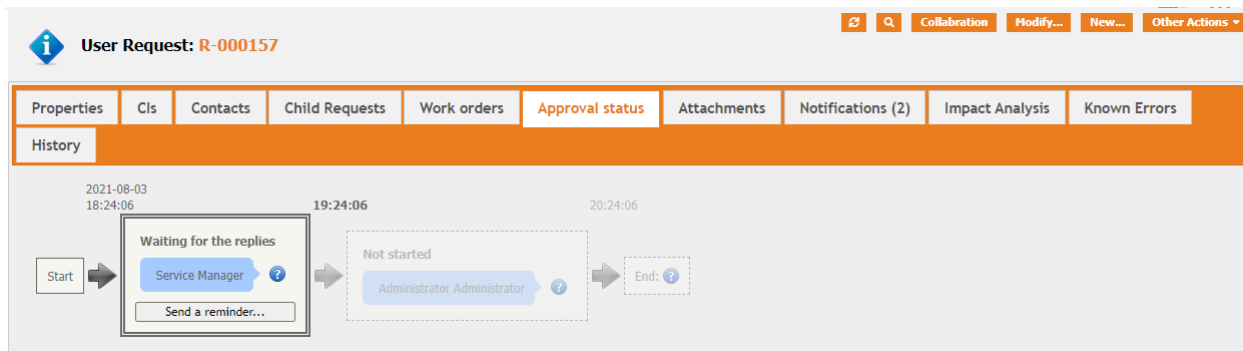 User Request: R-000157
Collabration
Modify...
New...
Other Actions
Properties
CIs
Contacts
Child Requests
Work orders
Approval status
Attachments
Notifications (2)
Impact Analysis
Known Errors
History
2021-08-03
18:24:06
19:24:06
20:24:06
Start
Waiting for the replies
Service Manager
?
Send a reminder...
Not started
Administrator Administrator
?
End: ?